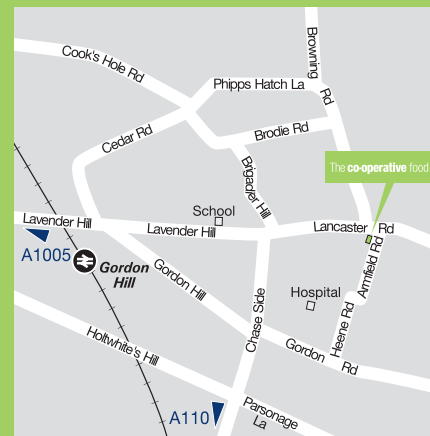 Cook's Hole Rd
Browning
Rd
Phipps Hatch La
Cedar Rd
Brodie Rd
Brigadier Hill
The co-operative food
School
Lavender Hill
Lavender Hill
Lancaster Rd
A1005
Gordon
Hill
Gordon Hill
Armfield Rd
Hospital
Heene Rd
Chase Side
Holtwhite's Hill
Gordon Rd
A110
Parsonage
La